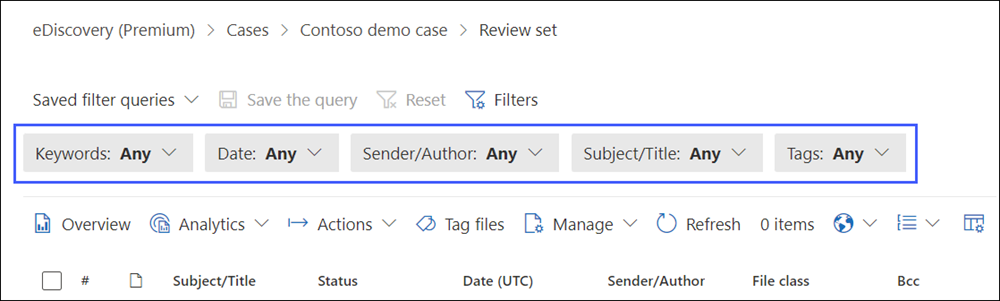 eDiscovery (Premium) > Cases > Contoso demo case > Review set
Saved filter queries Save the query Reset Filters
Keywords: Any Date: Any Sender/Author: Any Subject/Title: Any Tags: Any
Overview Analytics Actions Tag files Manage Refresh 0 items
# Subject/Title Status Date (UTC) Sender/Author File class Bcc